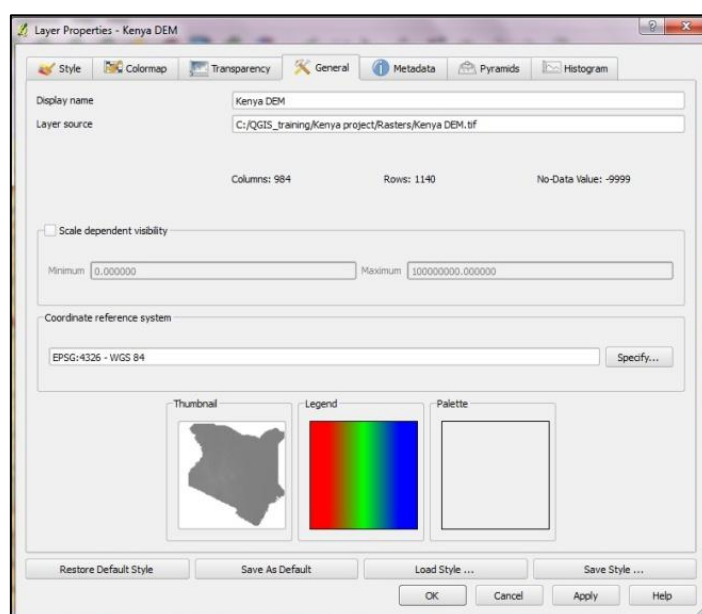 Layer Properties - Kenya DEM
Style Colormap Transparency General Metadata Pyramids Histogram
Display name Kenya DEM
Layer source C:/QGIS_training/Kenya project/Rasters/Kenya DEM.tif
Columns: 984 Rows: 1140 No-Data Value: -9999
Scale dependent visibility
Minimum 0.000000 Maximum 100000000.000000
Coordinate reference system
EPSG:4326 - WGS 84 Specify...
Thumbnail Legend Palette
Restore Default Style Save As Default Load Style ... Save Style ...
OK Cancel Apply Help